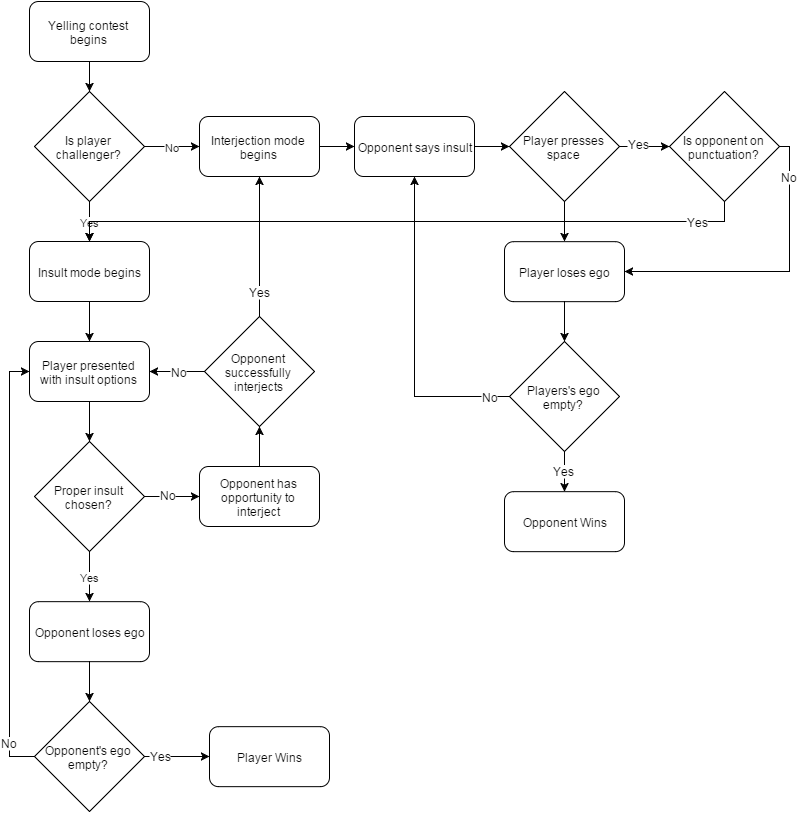 Yelling contest
begins
Is player
challenger?
No
Interjection mode
begins
Opponent says insult
Player presses
space
Yes
Is opponent on
punctuation?
No
Yes
Yes
Insult mode begins
Player loses ego
Yes
Player presented
with insult options
No
Opponent
successfully
interjects
Players's ego
empty?
No
Yes
Proper insult
chosen?
No
Opponent has
opportunity to
interject
Opponent Wins
Yes
Opponent loses ego
No
Opponent's ego
empty?
Yes
Player Wins